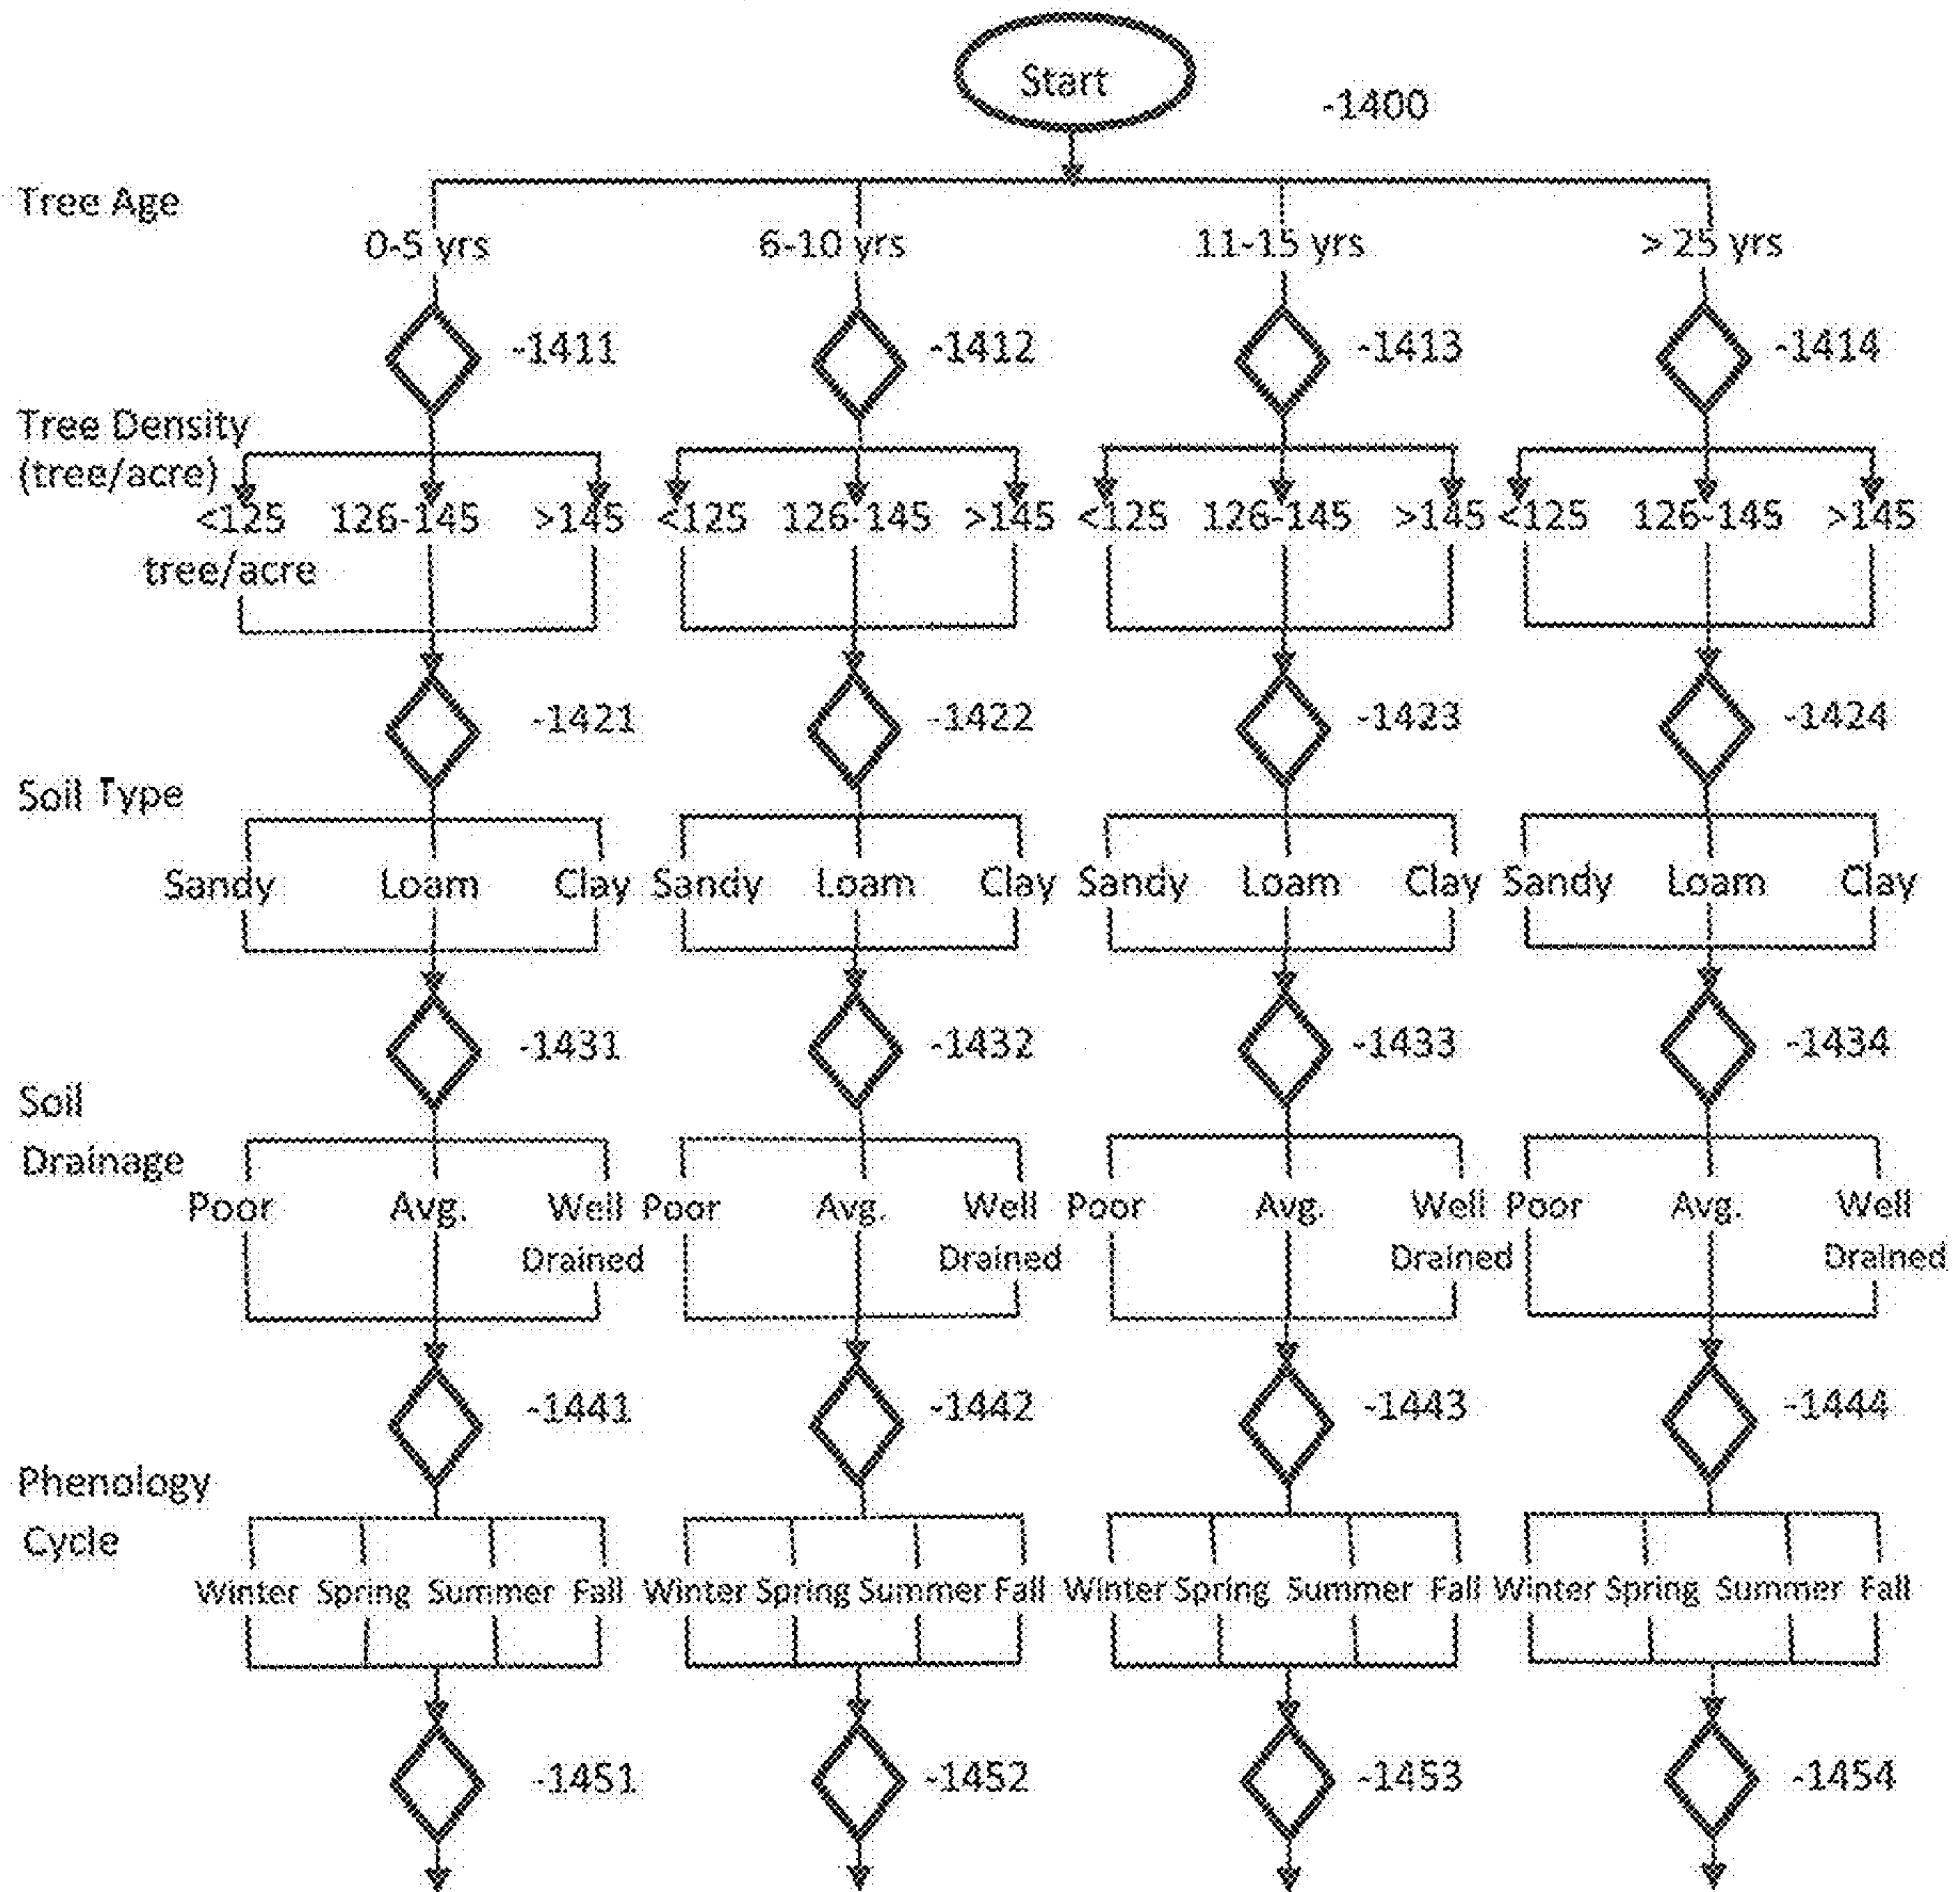 Start
-1400
Tree Age
0-5 yrs 6-10 yrs 11-15 yrs > 25 yrs
-1411 -1412 -1413 -1414
Tree Density
(tree/acre)
<125 126-145 >145 <125 126-145 >145 <125 126-145 >145 <125 126-145 >145
tree/acre
-1421 -1422 -1423 -1424
Soil Type
Sandy Loam Clay Sandy Loam Clay Sandy Loam Clay Sandy Loam Clay
-1431 -1432 -1433 -1434
Soil
Drainage
Poor Avg. Well Poor Avg. Well Poor Avg. Well Poor Avg. Well
Drained Drained Drained Drained
-1441 -1442 -1443 -1444
Phenology
Cycle
Winter Spring Summer Fall Winter Spring Summer Fall Winter Spring Summer Fall Winter Spring Summer Fall
-1451 -1452 -1453 -1454